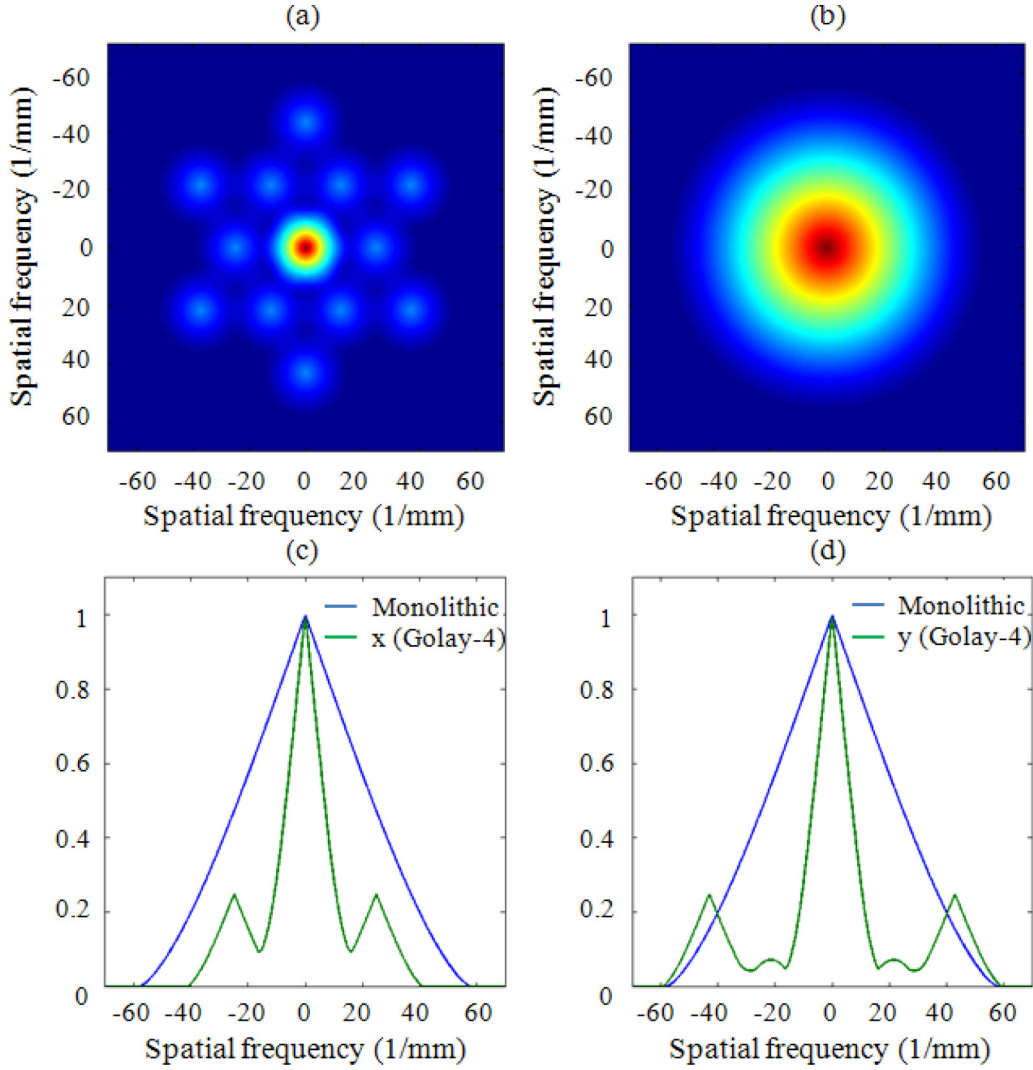 (a)
(b)
-60
-40
-20
0
20
40
60
Spatial frequency (1/mm)
-60 -40 -20 0 20 40 60
Spatial frequency (1/mm)
-60
-40
-20
0
20
40
60
Spatial frequency (1/mm)
-60 -40 -20 0 20 40 60
Spatial frequency (1/mm)
(c)
(d)
1
0.8
0.6
0.4
0.2
0
Monolithic
x (Golay-4)
-60 -40 -20 0 20 40 60
Spatial frequency (1/mm)
1
0.8
0.6
0.4
0.2
0
Monolithic
y (Golay-4)
-60 -40 -20 0 20 40 60
Spatial frequency (1/mm)